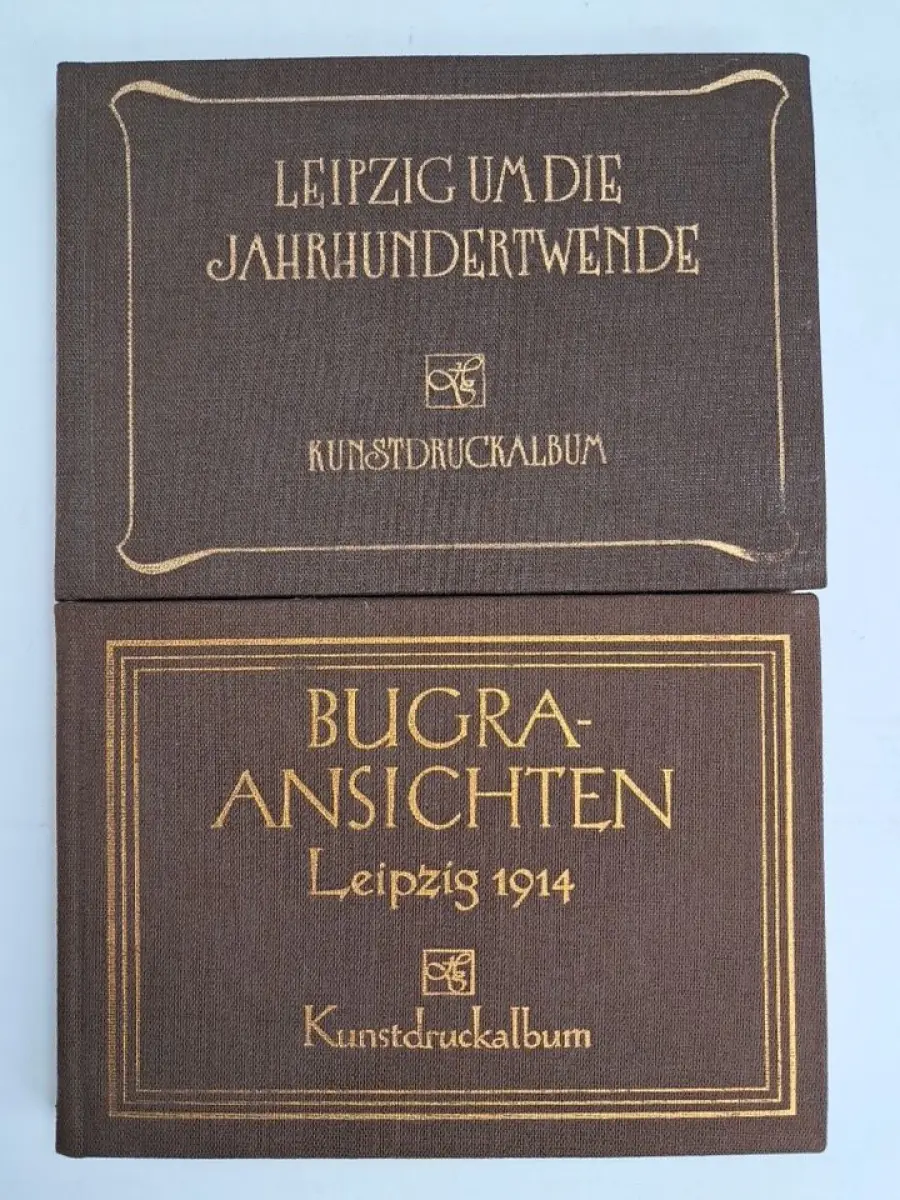 LEIPZIG UM DIE
JAHRHUNDERTWENDE
KUNSTDRUCKALBUM
BUGRA-
ANSICHTEN
Leipzig 1914
Kunstdruckalbum